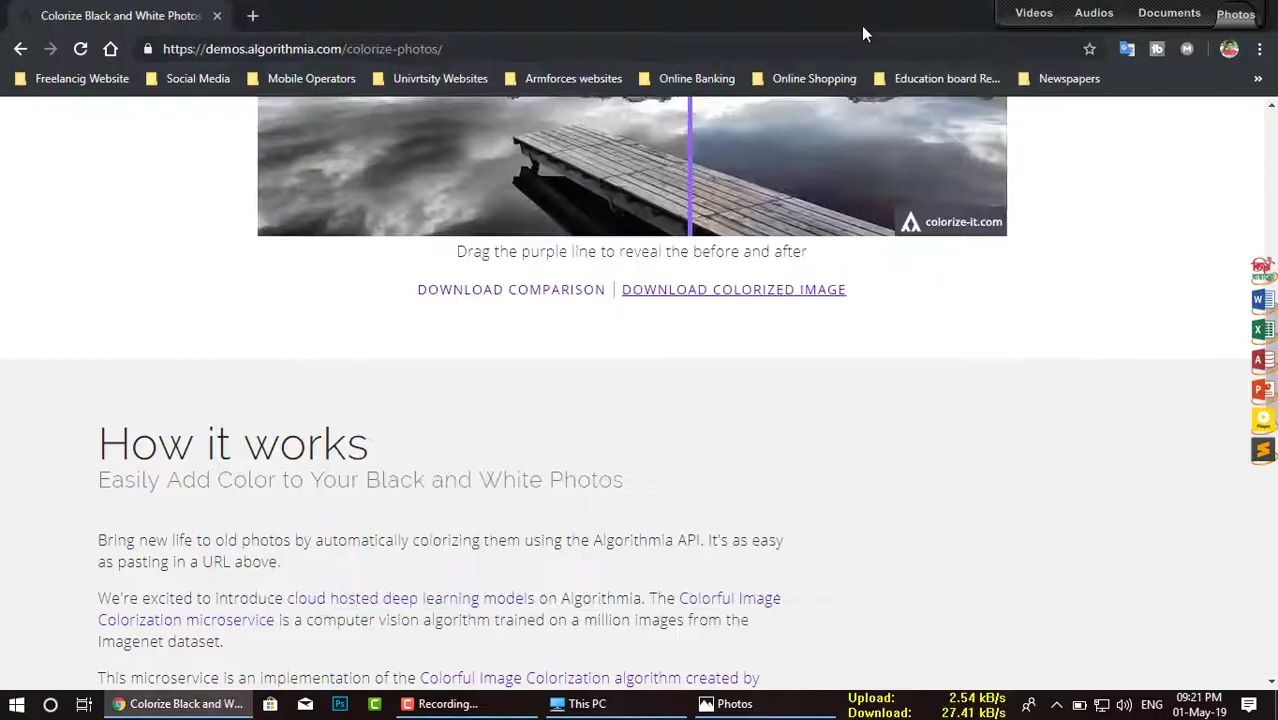 Colorize Black and White Photos
Videos
Audios
Documents
Photos
https://demos.algorithmia.com/colorize-photos/
Freelancig Website
Social Media
Mobile Operators
Univrtsity Websites
Armforces websites
Online Banking
Online Shopping
Education board Re...
Newspapers
colorize-it.com
Drag the purple line to reveal the before and after
DOWNLOAD COMPARISON | DOWNLOAD COLORIZED IMAGE
How it works
Easily Add Color to Your Black and White Photos
Bring new life to old photos by automatically colorizing them using the Algorithmia API. It's as easy
as pasting in a URL above.
We're excited to introduce cloud hosted deep learning models on Algorithmia. The Colorful Image
Colorization microservice is a computer vision algorithm trained on a million images from the
Imagenet dataset.
This microservice is an implementation of the Colorful Image Colorization algorithm created by
Player
Colorize Black and W...
Recording...
This PC
Photos
Upload: 2.54 kB/s
Download: 27.41 kB/s
ENG
09:21 PM
01-May-19